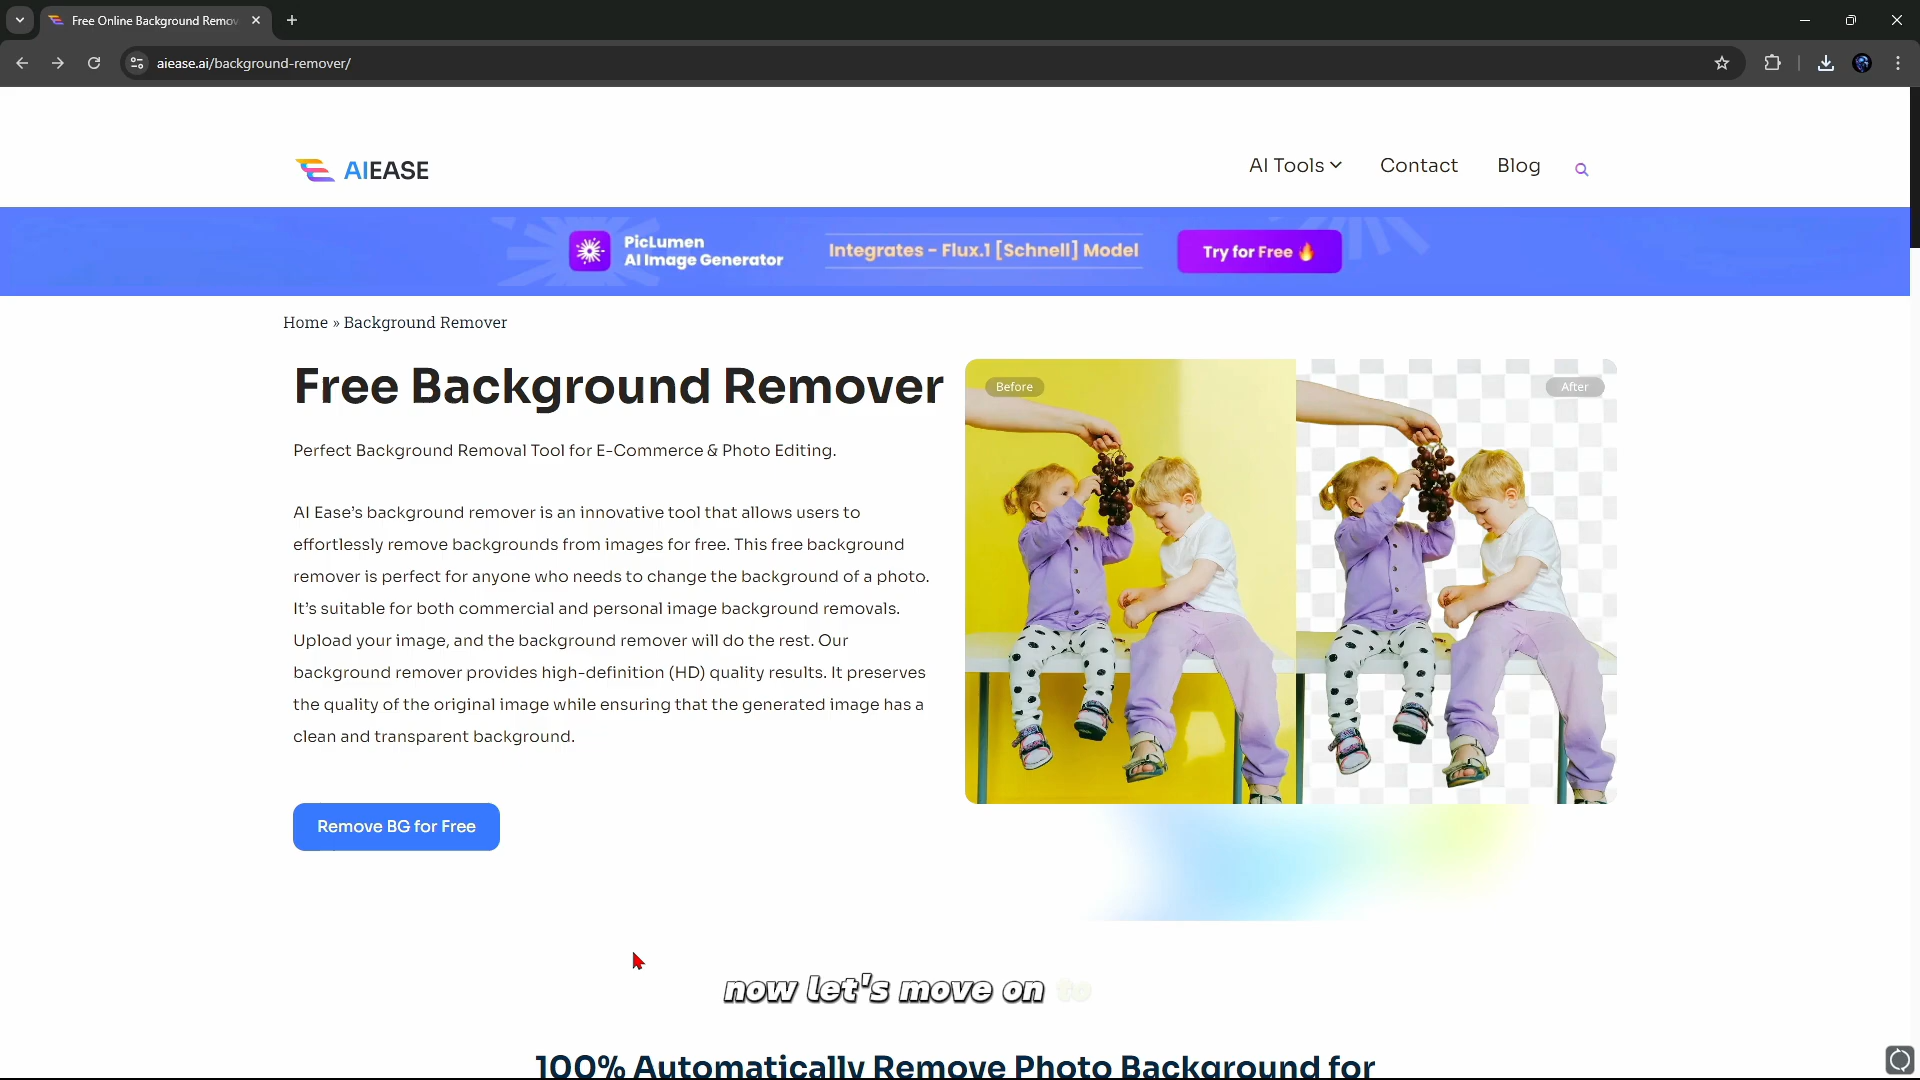 Free Online Background Remov
aiease.ai/background-remover/
AIEASE
AI Tools
Contact
Blog
PicLumen
AI Image Generator
Integrates - Flux.1 [Schnell] Model
Try for Free
Home » Background Remover
Free Background Remover
Perfect Background Removal Tool for E-Commerce & Photo Editing.
AI Ease's background remover is an innovative tool that allows users to
effortlessly remove backgrounds from images for free. This free background
remover is perfect for anyone who needs to change the background of a photo.
It's suitable for both commercial and personal image background removals.
Upload your image, and the background remover will do the rest. Our
background remover provides high-definition (HD) quality results. It preserves
the quality of the original image while ensuring that the generated image has a
clean and transparent background.
Remove BG for Free
Before
After
now let's move on to
100% Automatically Remove Photo Background for